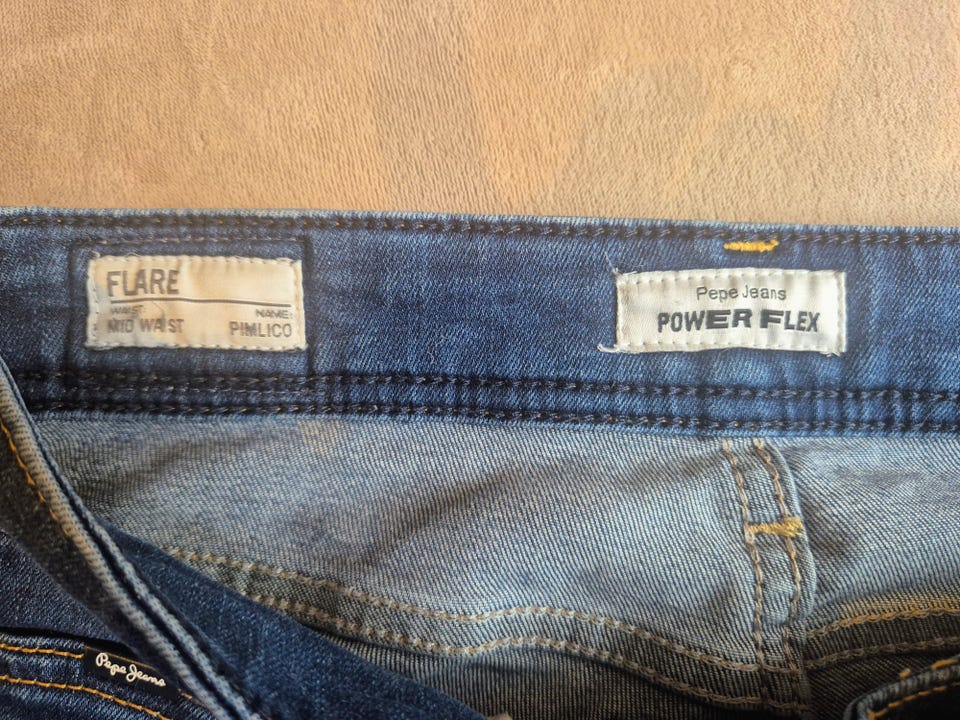 FLARE
WAIST: NAME:
MID WAIST PIMLICO
Pepe Jeans
POWER FLEX
Pepe Jeans